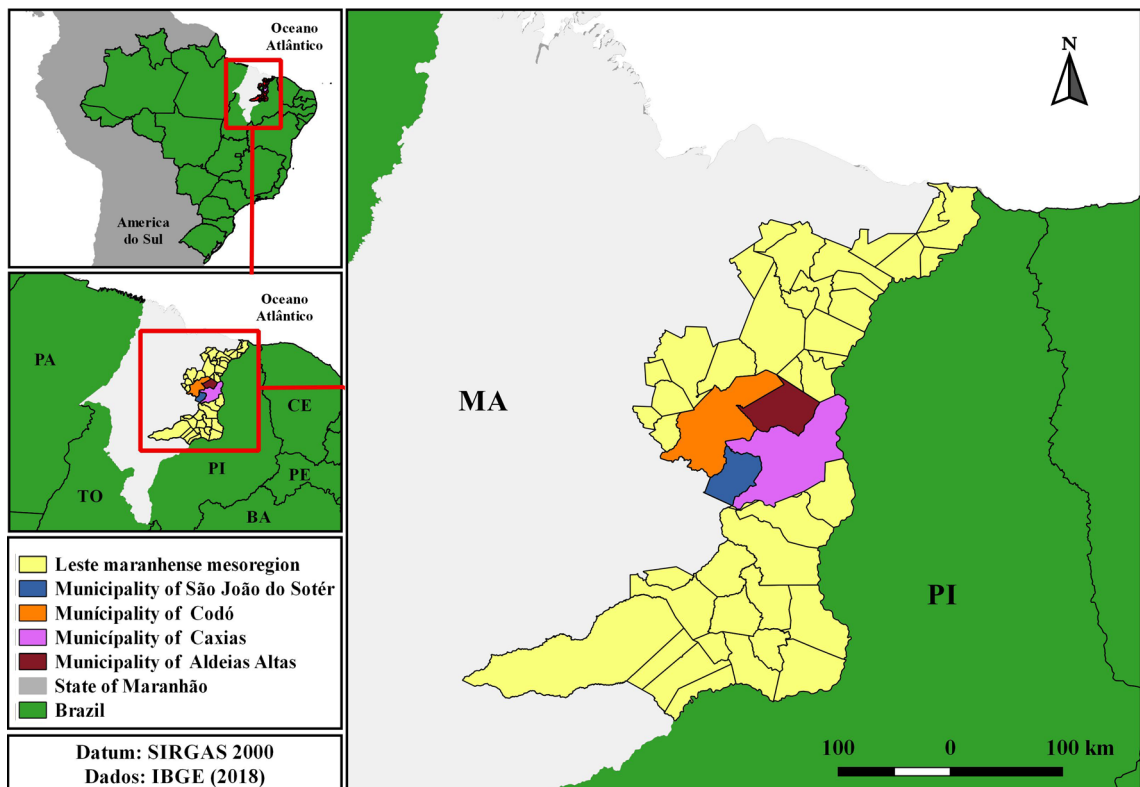 Oceano
Atlântico
America
do Sul
Oceano
Atlântico
PA
CE
PI
PE
TO
BA
Leste maranhense mesoregion
Municipality of São João do Sotér
Munícipality of Codó
Municípality of Caxias
Municipality of Aldeias Altas
State of Maranhão
Brazil
Datum: SIRGAS 2000
Dados: IBGE (2018)
N
MA
PI
100 0 100 km